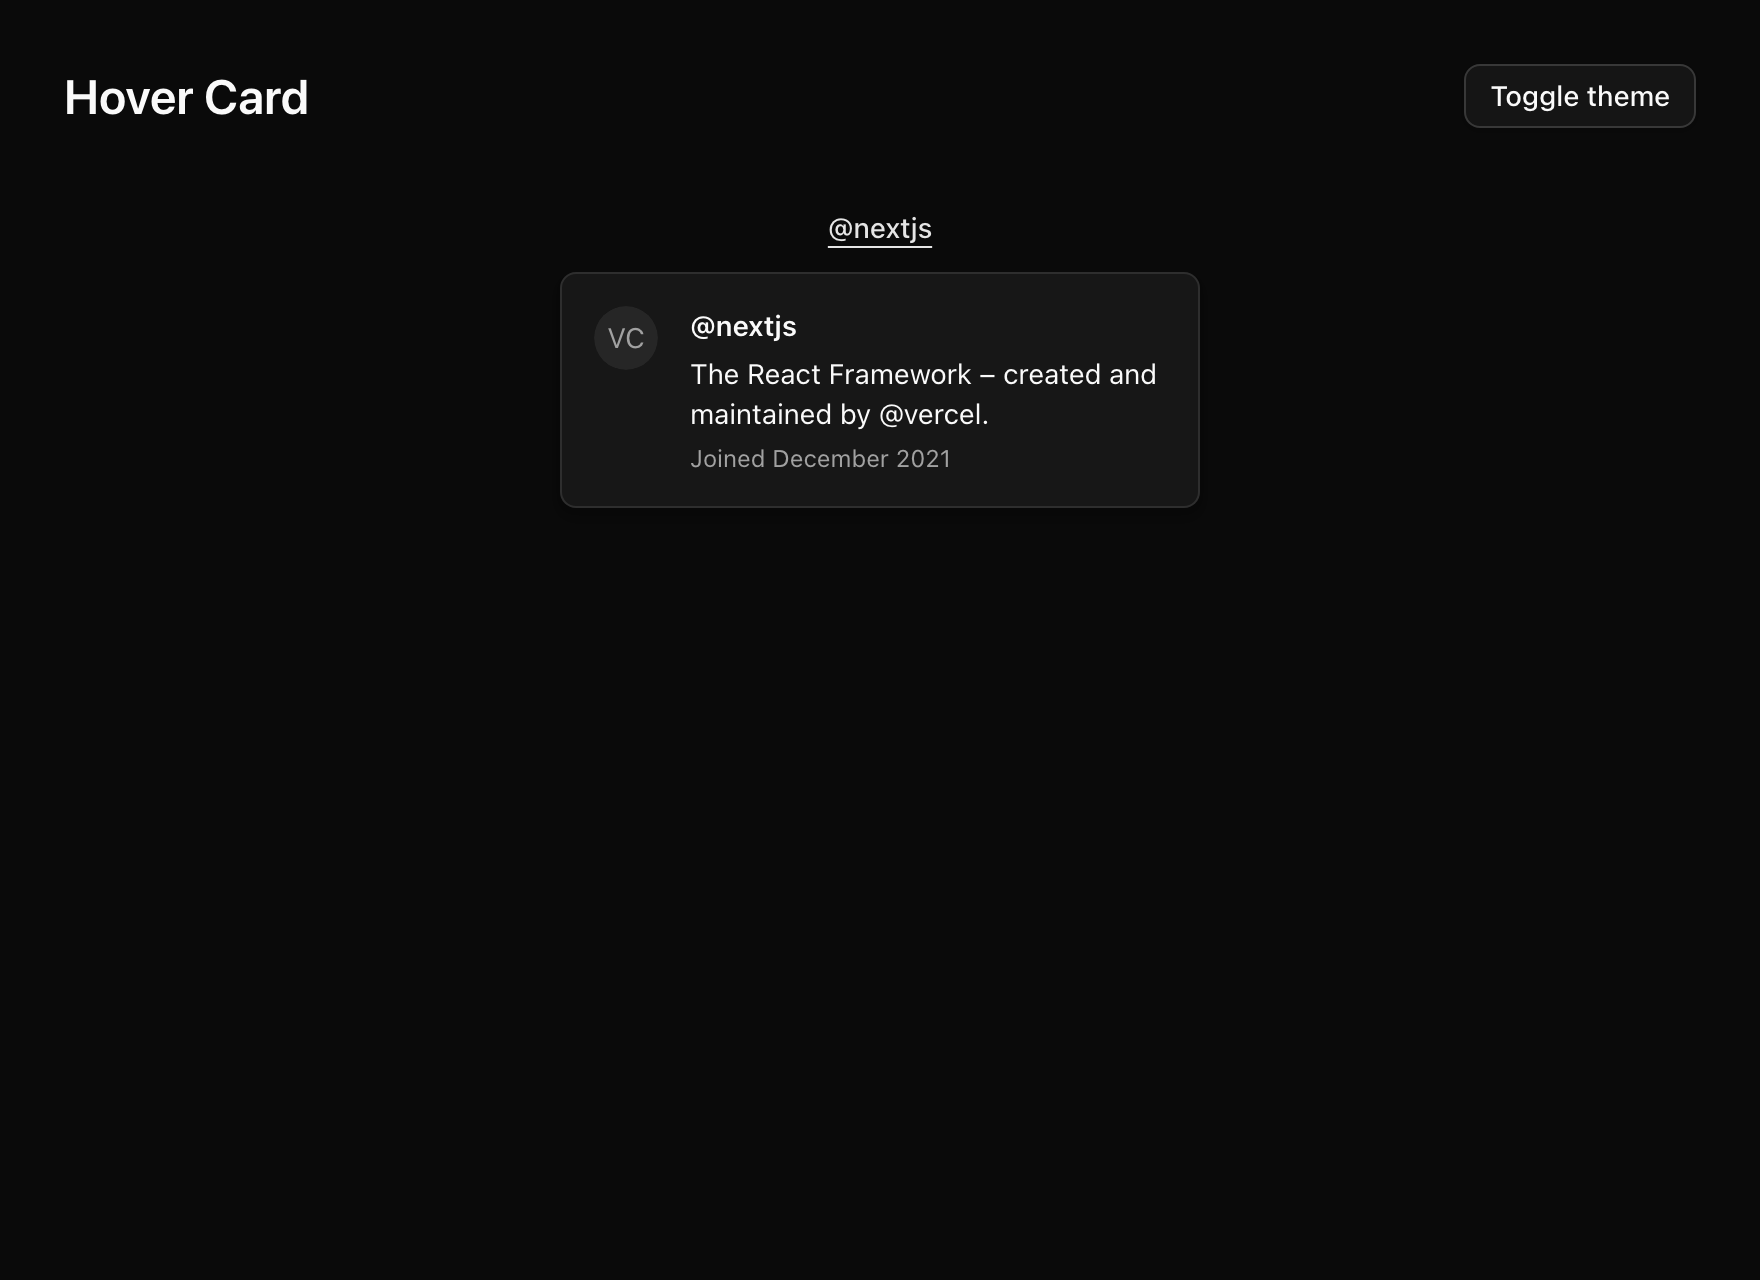 Hover Card
Toggle theme
@nextjs
VC
@nextjs
The React Framework – created and
maintained by @vercel.
Joined December 2021